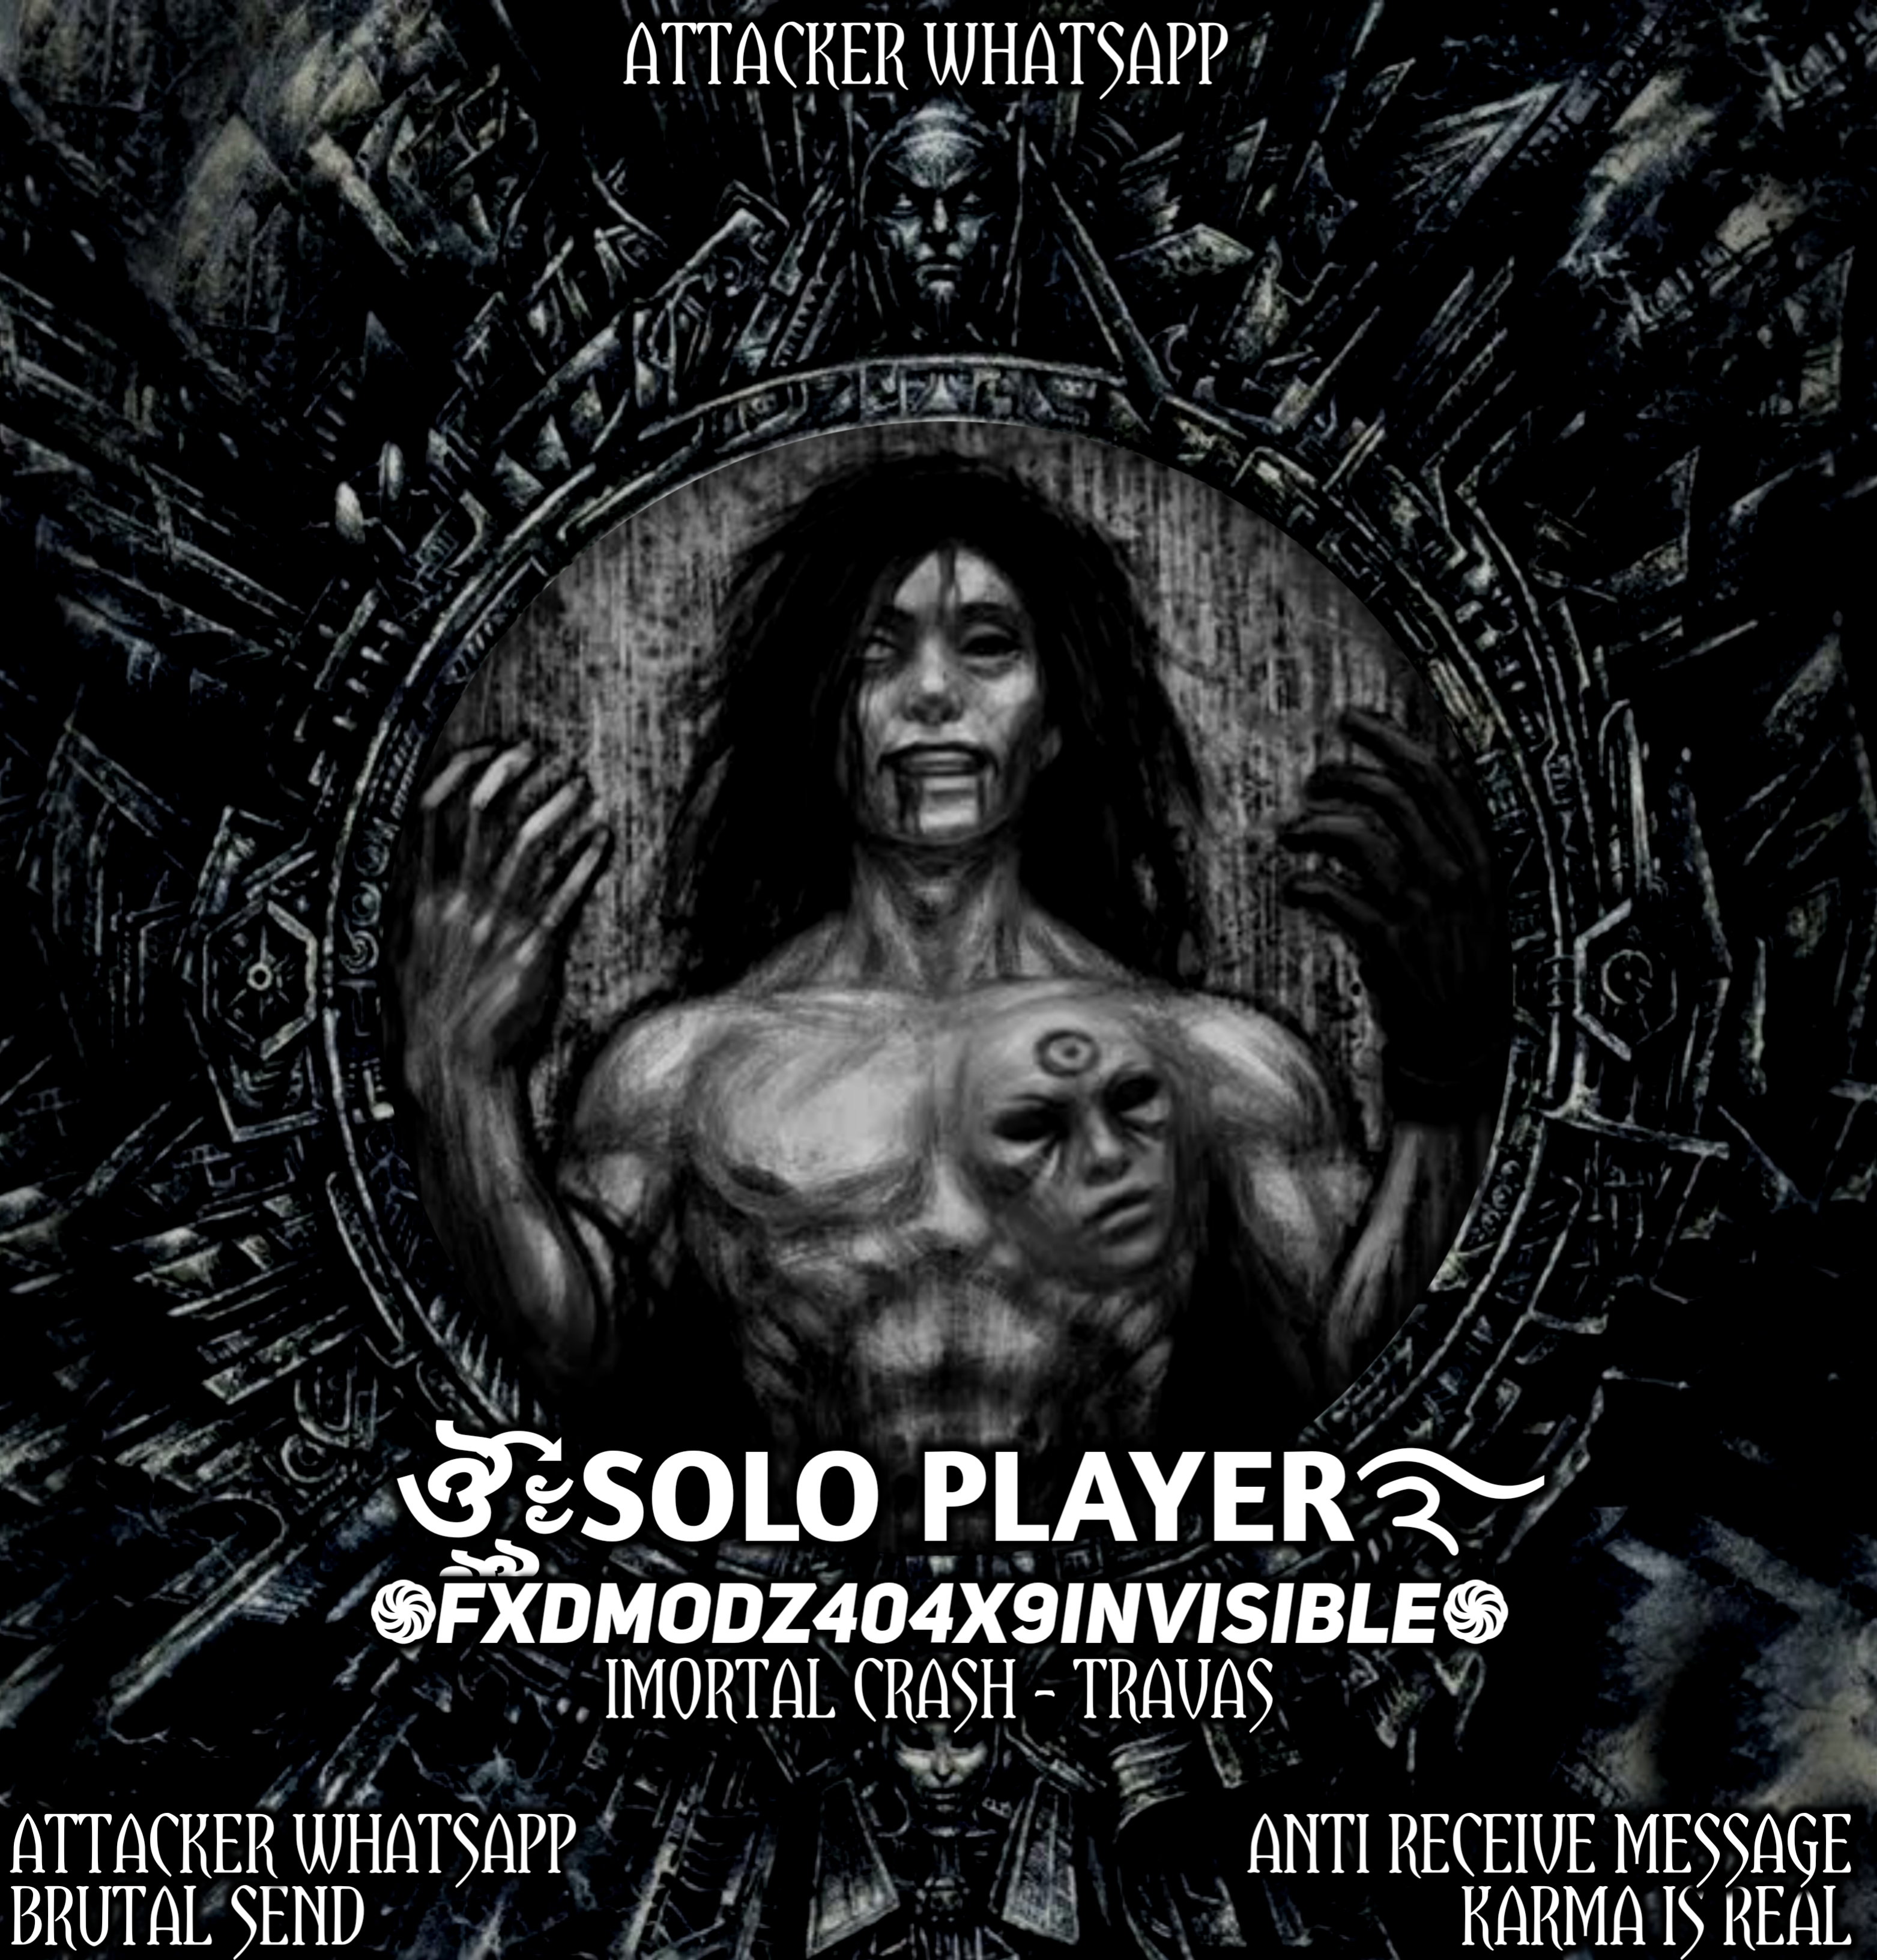 ATTACKER WHATSAPP
SOLO PLAYER
FXDMODZ404X9INVISIBLE
IMORTAL CRASH - TRAVAS
ATTACKER WHATSAPP
BRUTAL SEND
ANTI RECEIVE MESSAGE
KARMA IS REAL